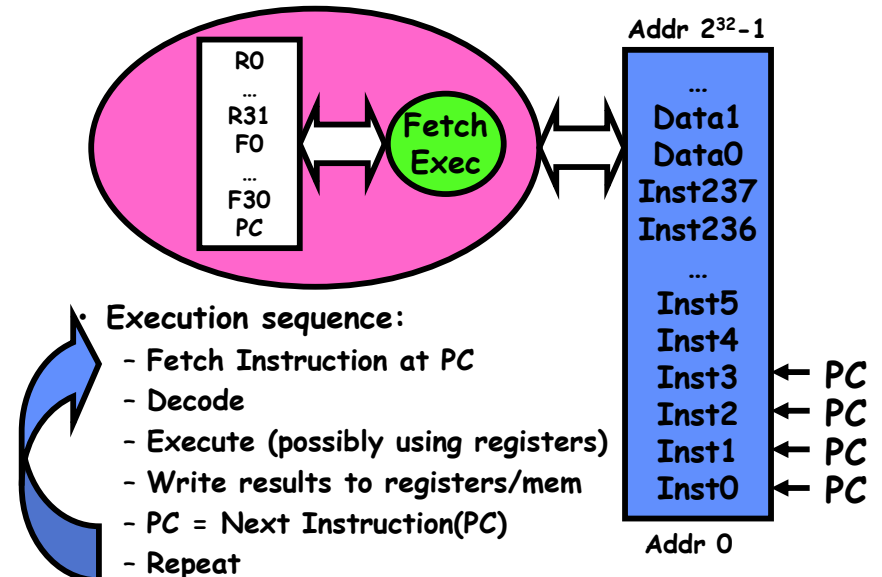 R0
…
R31
F0
…
F30
PC
Fetch
Exec
Addr 2³²-1
…
Data1
Data0
Inst237
Inst236
…
Inst5
Inst4
Inst3
Inst2
Inst1
Inst0
PC
PC
PC
PC
Addr 0
• Execution sequence:
– Fetch Instruction at PC
– Decode
– Execute (possibly using registers)
– Write results to registers/mem
– PC = Next Instruction(PC)
– Repeat